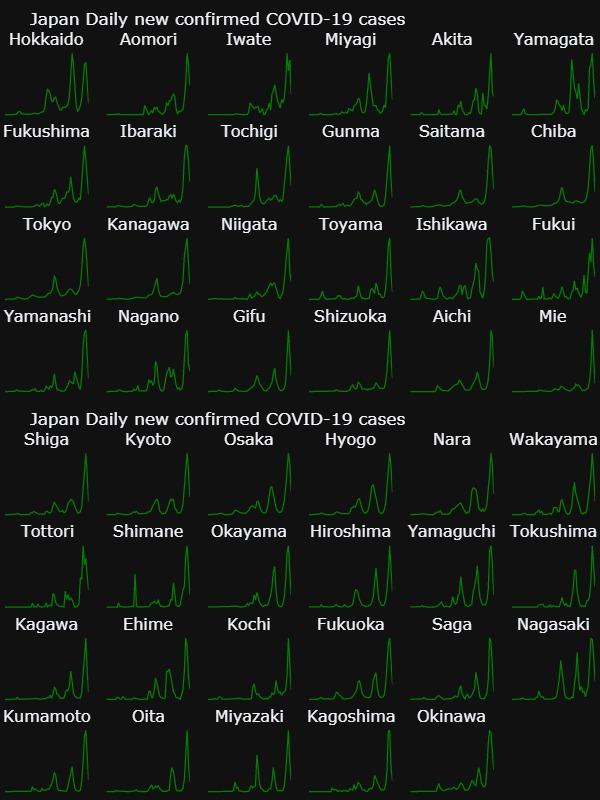 Japan Daily new confirmed COVID-19 cases
Hokkaido Aomori Iwate Miyagi Akita Yamagata
Fukushima Ibaraki Tochigi Gunma Saitama Chiba
Tokyo Kanagawa Niigata Toyama Ishikawa Fukui
Yamanashi Nagano Gifu Shizuoka Aichi Mie
Japan Daily new confirmed COVID-19 cases
Shiga Kyoto Osaka Hyogo Nara Wakayama
Tottori Shimane Okayama Hiroshima Yamaguchi Tokushima
Kagawa Ehime Kochi Fukuoka Saga Nagasaki
Kumamoto Oita Miyazaki Kagoshima Okinawa